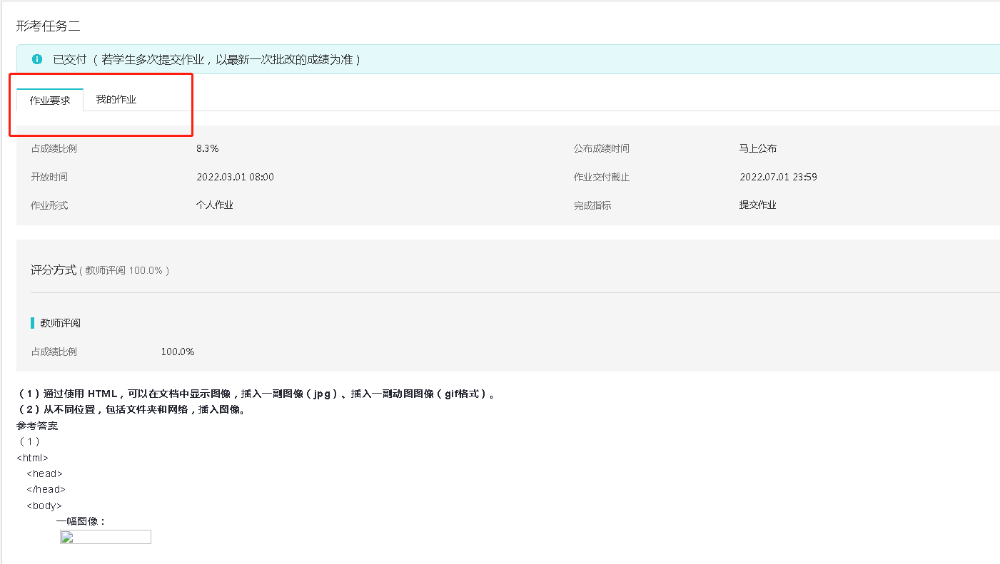 形考任务二
已交付（若学生多次提交作业，以最新一次批改的成绩为准）
作业要求 我的作业
占成绩比例 8.3% 公布成绩时间 马上公布
开放时间 2022.03.01 08:00 作业交付截止 2022.07.01 23:59
作业形式 个人作业 完成指标 提交作业
评分方式（教师评阅 100.0%）
教师评阅
占成绩比例 100.0%
（1）通过使用 HTML，可以在文档中显示图像，插入一副图像（jpg）、插入一副动图图像（gif格式）。
（2）从不同位置，包括文件夹和网络，插入图像。
参考答案
（1）
<html>
<head>
</head>
<body>
一幅图像：